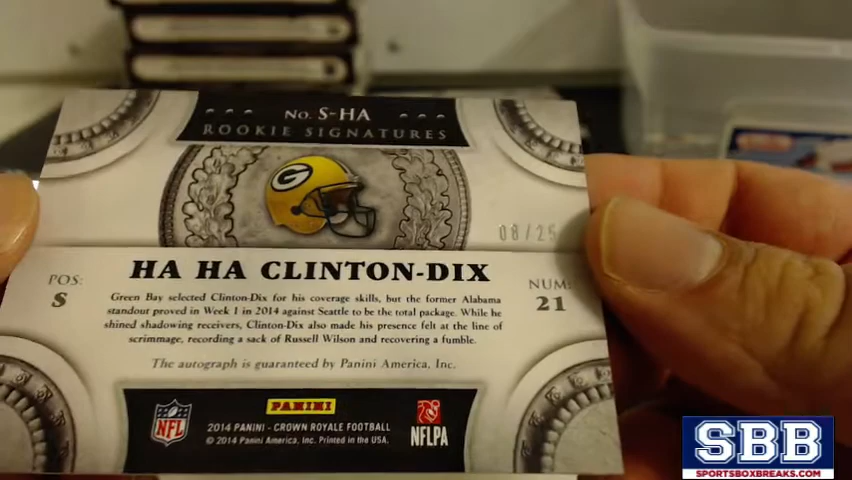 No. S-HA
ROOKIE SIGNATURES
G
08/25
HA HA CLINTON-DIX
POS:
S
NUM:
21
Green Bay selected Clinton-Dix for his coverage skills, but the former Alabama
standout proved in Week 1 in 2014 against Seattle to be the total package. While he
shined shadowing receivers, Clinton-Dix also made his presence felt at the line of
scrimmage, recording a sack of Russell Wilson and recovering a fumble.
The autograph is guaranteed by Panini America, Inc.
PANINI
NFL
2014 PANINI - CROWN ROYALE FOOTBALL
© 2014 Panini America, Inc. Printed in the USA.
NFLPA
SBB
SPORTSBOXBREAKS.COM